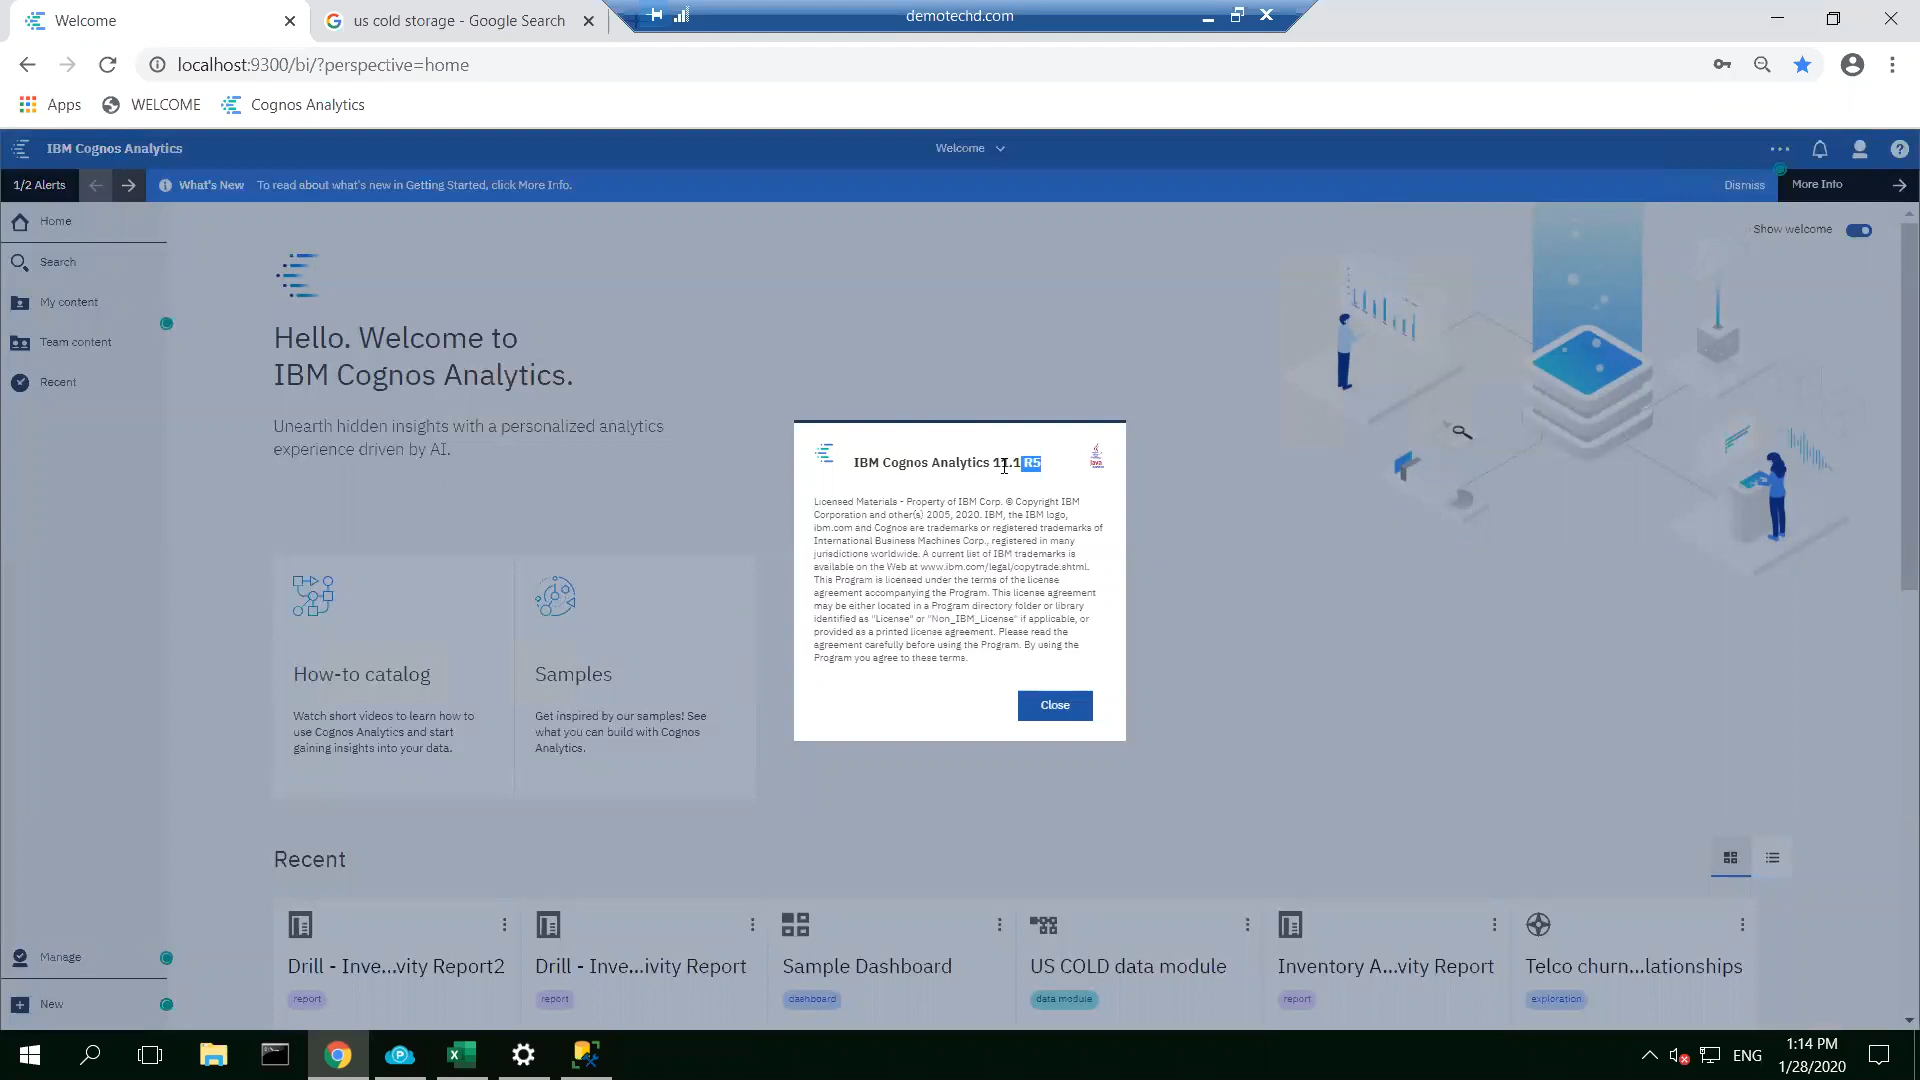 Welcome
us cold storage - Google Search
demotechd.com
localhost:9300/bi/?perspective=home
Apps
WELCOME
Cognos Analytics
IBM Cognos Analytics
Welcome
1/2 Alerts
What's New
To read about what's new in Getting Started, click More Info.
Dismiss
More Info
Home
Search
My content
Team content
Recent
Show welcome
Hello. Welcome to
IBM Cognos Analytics.
Unearth hidden insights with a personalized analytics
experience driven by AI.
IBM Cognos Analytics 11.1 R5
Java
Licensed Materials - Property of IBM Corp. © Copyright IBM
Corporation and other(s) 2005, 2020. IBM, the IBM logo,
ibm.com and Cognos are trademarks or registered trademarks of
International Business Machines Corp., registered in many
jurisdictions worldwide. A current list of IBM trademarks is
available on the Web at www.ibm.com/legal/copytrade.shtml.
This Program is licensed under the terms of the license
agreement accompanying the Program. This license agreement
may be either located in a Program directory folder or library
identified as "License" or "Non_IBM_License" if applicable, or
provided as a printed license agreement. Please read the
agreement carefully before using the Program. By using the
Program you agree to these terms.
Close
How-to catalog
Watch short videos to learn how to
use Cognos Analytics and start
gaining insights into your data.
Samples
Get inspired by our samples! See
what you can build with Cognos
Analytics.
Recent
Drill - Inve...vity Report2
report
Drill - Inve...ivity Report
report
Sample Dashboard
dashboard
US COLD data module
data module
Inventory A...vity Report
report
Telco churn...lationships
exploration
Manage
New
ENG
1:14 PM
1/28/2020